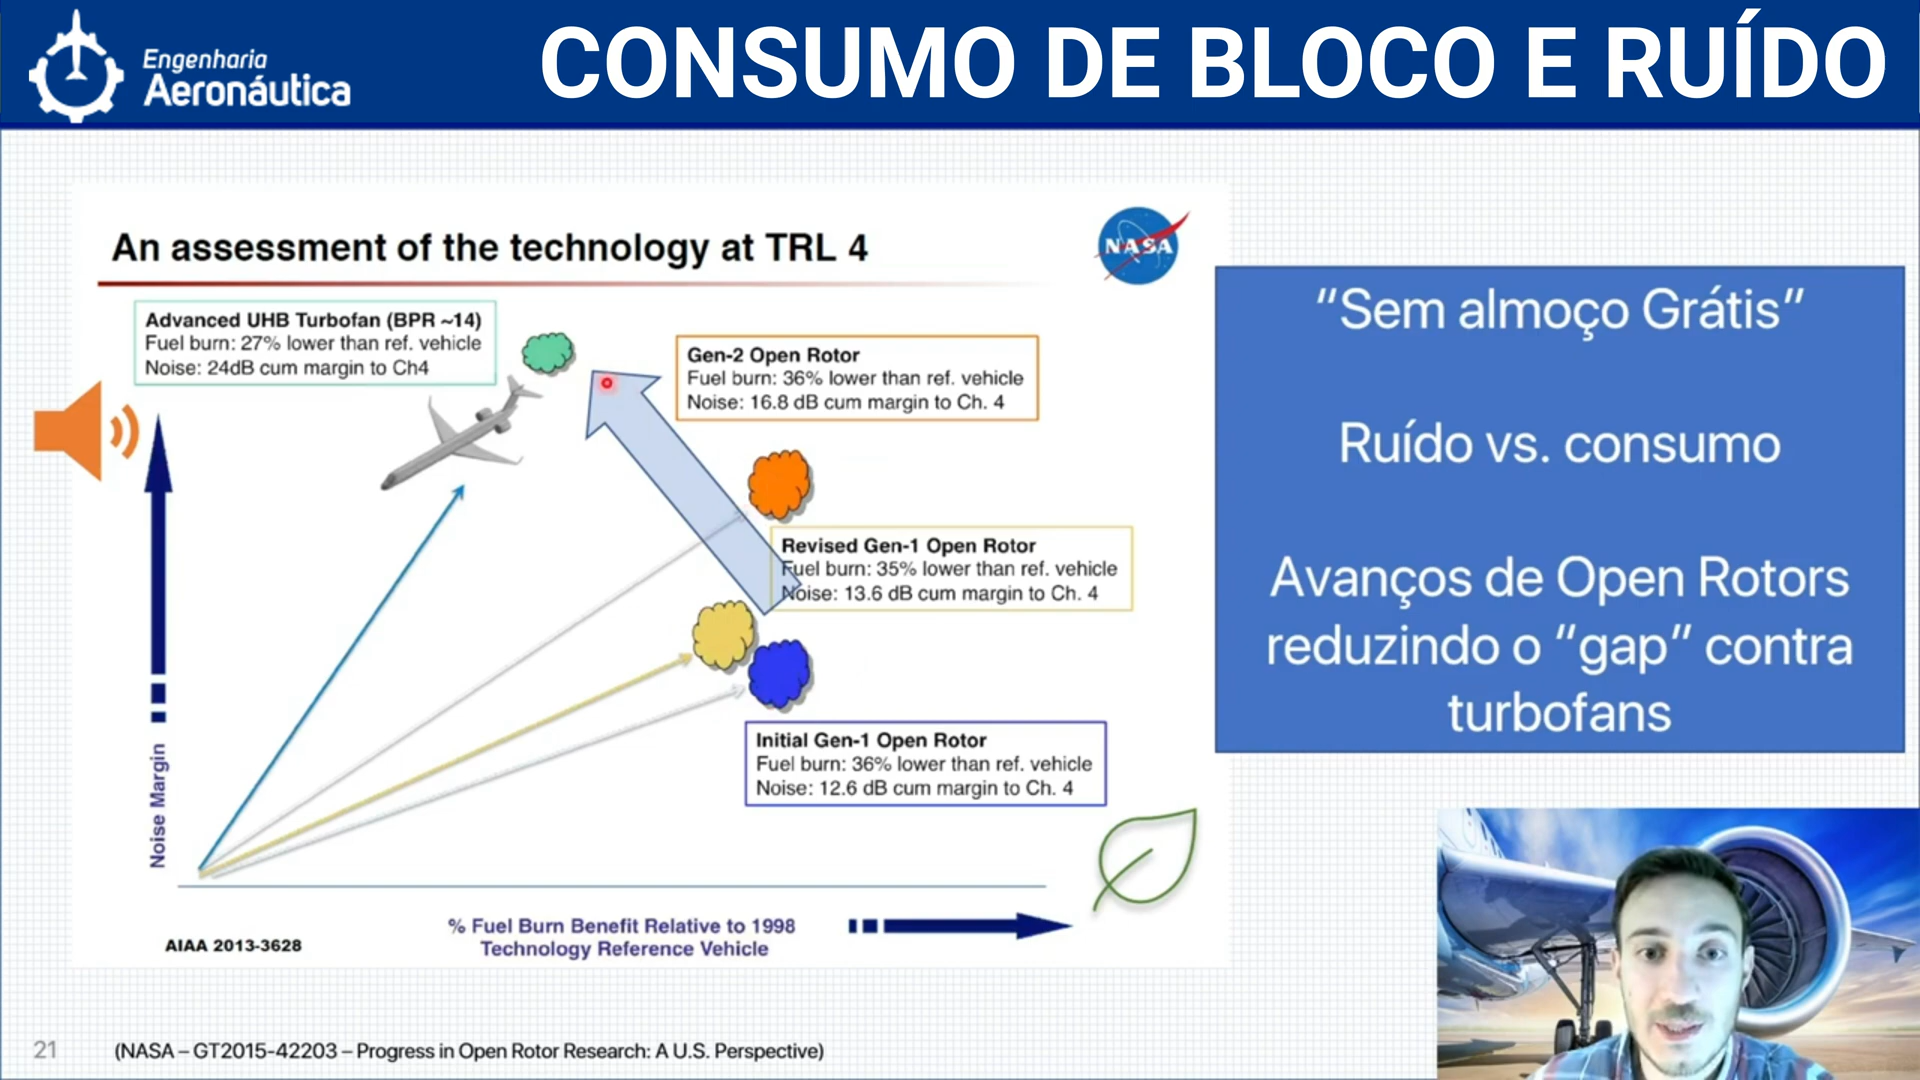 Engenharia
Aeronáutica
CONSUMO DE BLOCO E RUÍDO
An assessment of the technology at TRL 4
NASA
Advanced UHB Turbofan (BPR ~14)
Fuel burn: 27% lower than ref. vehicle
Noise: 24dB cum margin to Ch4
Gen-2 Open Rotor
Fuel burn: 36% lower than ref. vehicle
Noise: 16.8 dB cum margin to Ch. 4
Revised Gen-1 Open Rotor
Fuel burn: 35% lower than ref. vehicle
Noise: 13.6 dB cum margin to Ch. 4
Initial Gen-1 Open Rotor
Fuel burn: 36% lower than ref. vehicle
Noise: 12.6 dB cum margin to Ch. 4
Noise Margin
% Fuel Burn Benefit Relative to 1998
Technology Reference Vehicle
AIAA 2013-3628
“Sem almoço Grátis”
Ruído vs. consumo
Avanços de Open Rotors
reduzindo o “gap” contra
turbofans
21
(NASA – GT2015-42203 – Progress in Open Rotor Research: A U.S. Perspective)